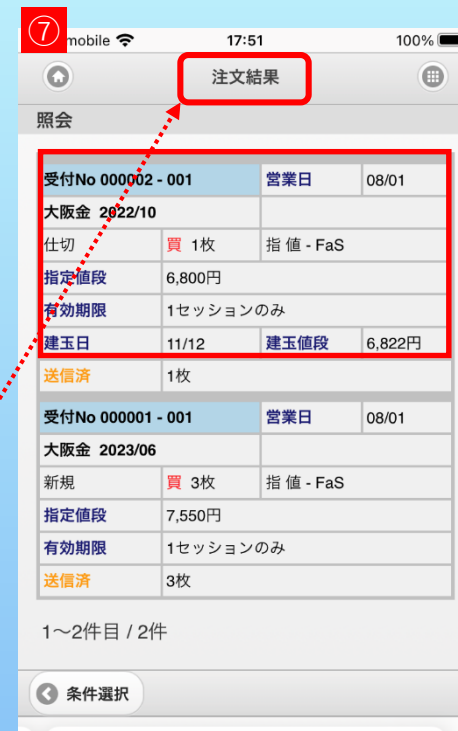 ⑦ mobile 17:51 100%
注文結果
照会
受付No 000002 - 001 営業日 08/01
大阪金 2022/10
仕切 買 1枚 指 値 - FaS
指定値段 6,800円
有効期限 1セッションのみ
建玉日 11/12 建玉値段 6,822円
送信済 1枚
受付No 000001 - 001 営業日 08/01
大阪金 2023/06
新規 買 3枚 指 値 - FaS
指定値段 7,550円
有効期限 1セッションのみ
送信済 3枚
1～2件目 / 2件
条件選択